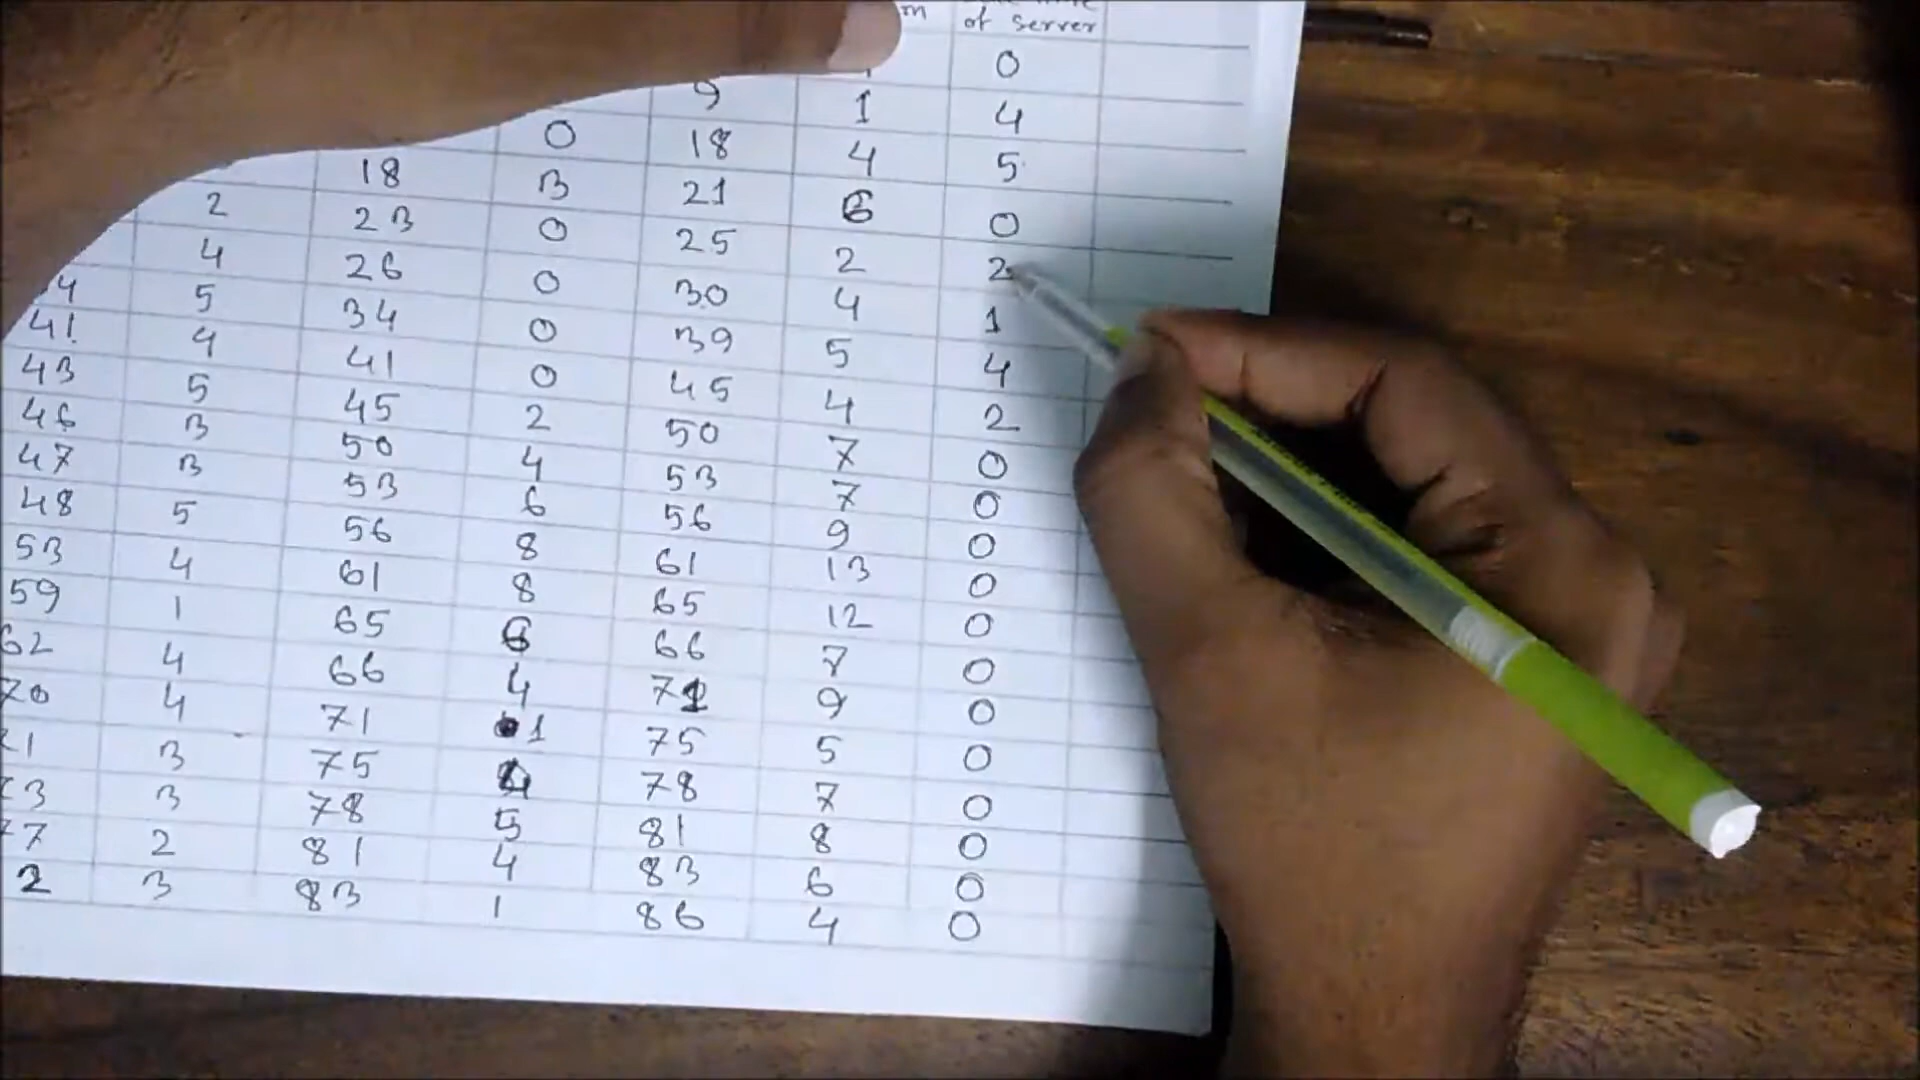 of server
0
9 1 4
0 18 4 5
18 3 21 6 0
2 23 0 25 2 2
4 26 0 30 4 1
34 5 34 0 39 5 4
41 4 41 0 45 4 2
43 5 45 2 50 7 0
46 3 50 4 53 7 0
47 3 53 6 56 9 0
48 5 56 8 61 13 0
53 4 61 8 65 12 0
59 1 65 6 66 7 0
62 4 66 4 71 9 0
70 4 71 1 75 5 0
71 3 75 4 78 7 0
73 3 78 5 81 8 0
77 2 81 4 83 6 0
2 3 83 1 86 4 0